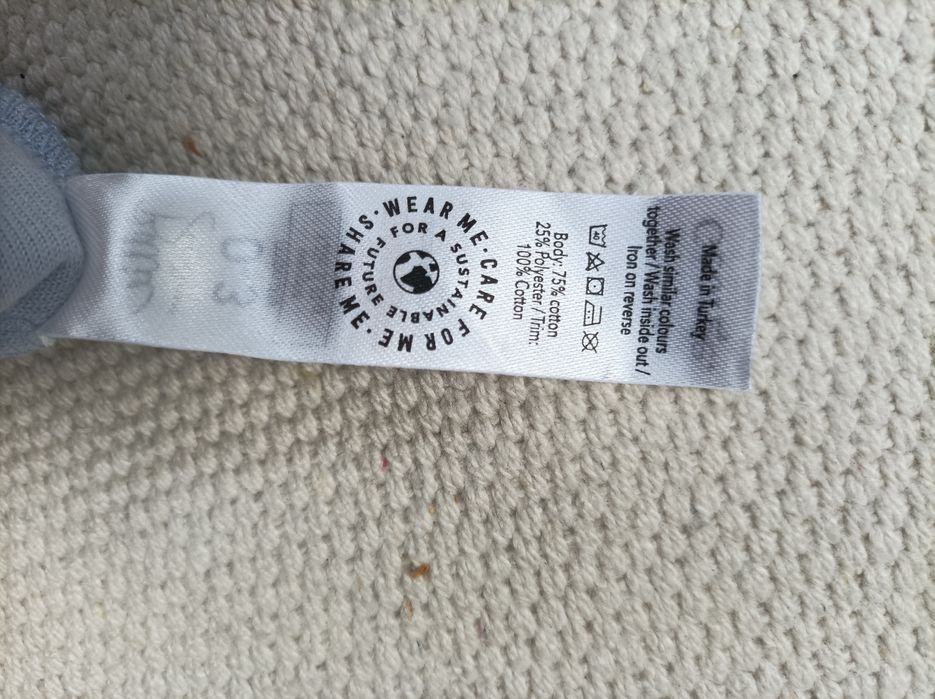 WEAR ME · CARE FOR ME · SHARE ME ·
FOR A SUSTAINABLE FUTURE
Body: 75% cotton
25% Polyester / Trim:
100% Cotton
40
Wash similar colours
together / Wash inside out /
Iron on reverse
Made in Turkey